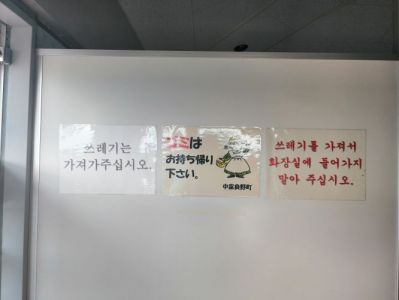 쓰레기는
가져가주십시오.
ゴミは
お持ち帰り
下さい。
中富良野町
쓰레기를 가져서
화장실에 들어가지
말아 주십시오.